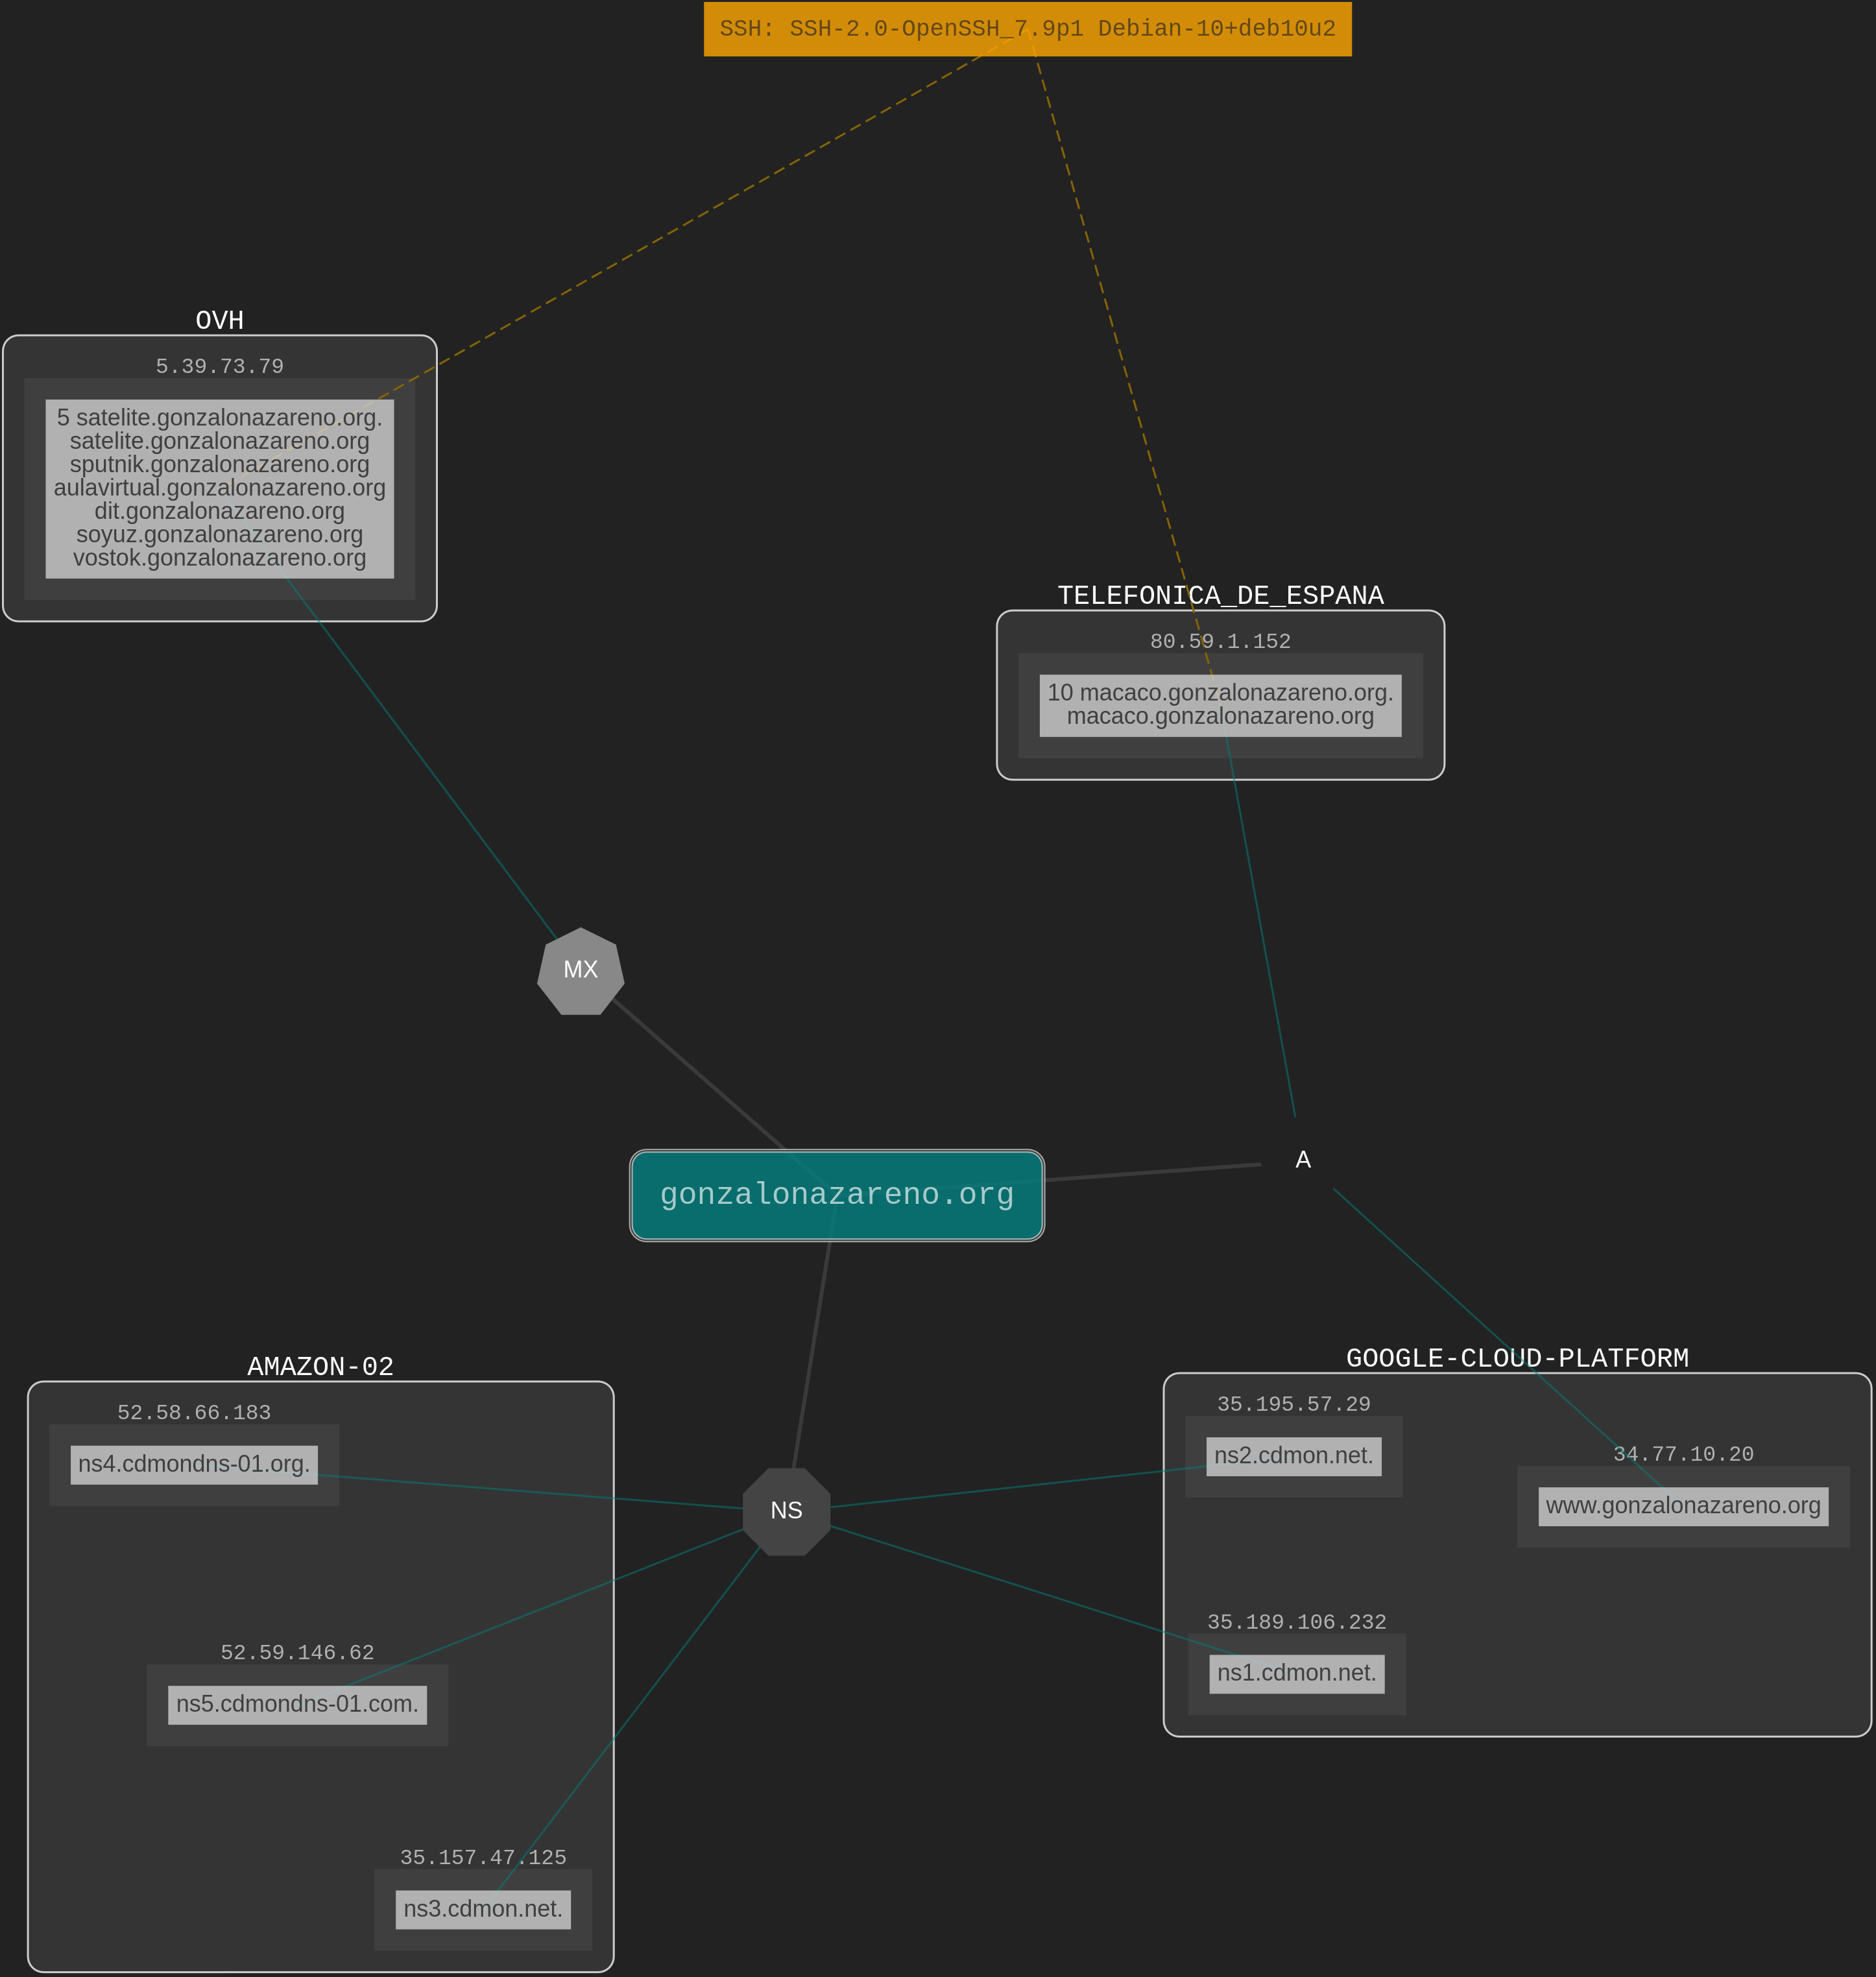 SSH: SSH-2.0-OpenSSH_7.9p1 Debian-10+deb10u2
OVH
5.39.73.79
5 satelite.gonzalonazareno.org.
satelite.gonzalonazareno.org
sputnik.gonzalonazareno.org
aulavirtual.gonzalonazareno.org
dit.gonzalonazareno.org
soyuz.gonzalonazareno.org
vostok.gonzalonazareno.org
TELEFONICA_DE_ESPANA
80.59.1.152
10 macaco.gonzalonazareno.org.
macaco.gonzalonazareno.org
MX
A
gonzalonazareno.org
AMAZON-02
52.58.66.183
ns4.cdmondns-01.org.
52.59.146.62
ns5.cdmondns-01.com.
35.157.47.125
ns3.cdmon.net.
NS
GOOGLE-CLOUD-PLATFORM
35.195.57.29
ns2.cdmon.net.
34.77.10.20
www.gonzalonazareno.org
35.189.106.232
ns1.cdmon.net.